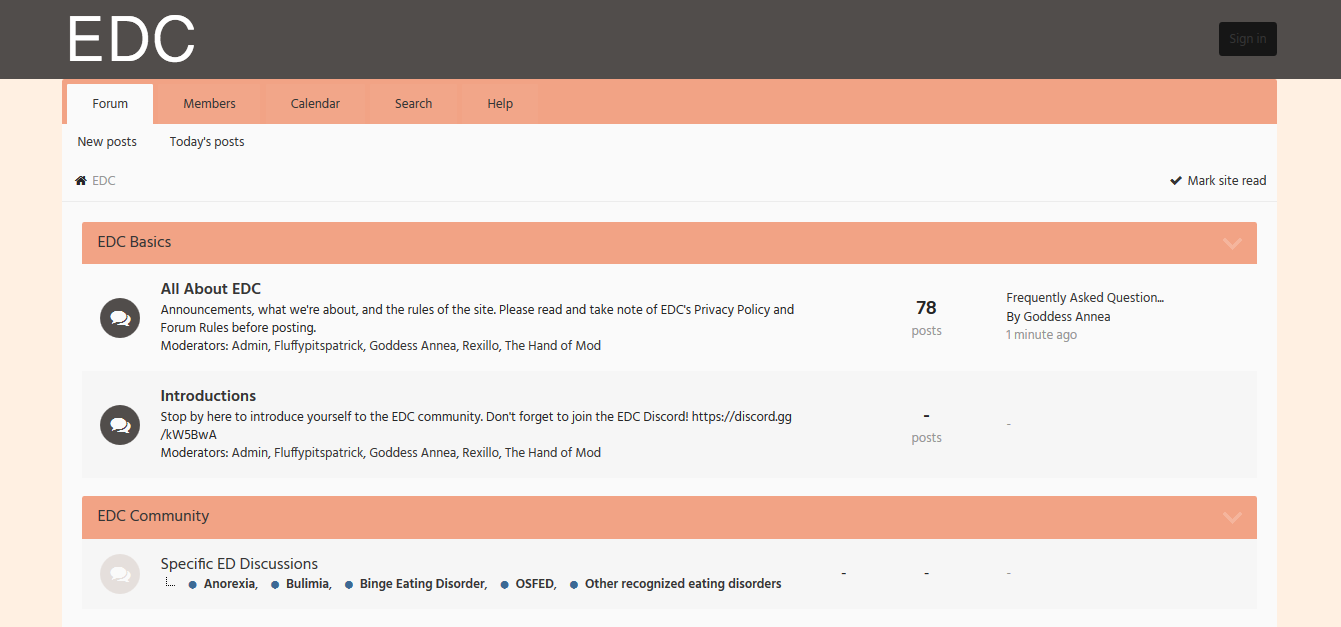 EDC
Sign in
Forum Members Calendar Search Help
New posts Today's posts
EDC Mark site read
EDC Basics
All About EDC
Announcements, what we're about, and the rules of the site. Please read and take note of EDC's Privacy Policy and
Forum Rules before posting.
Moderators: Admin, Fluffypitspatrick, Goddess Annea, Rexillo, The Hand of Mod
78
posts
Frequently Asked Question...
By Goddess Annea
1 minute ago
Introductions
Stop by here to introduce yourself to the EDC community. Don't forget to join the EDC Discord! https://discord.gg
/kW5BwA
Moderators: Admin, Fluffypitspatrick, Goddess Annea, Rexillo, The Hand of Mod
-
posts
-
EDC Community
Specific ED Discussions
Anorexia, Bulimia, Binge Eating Disorder, OSFED, Other recognized eating disorders
- - -